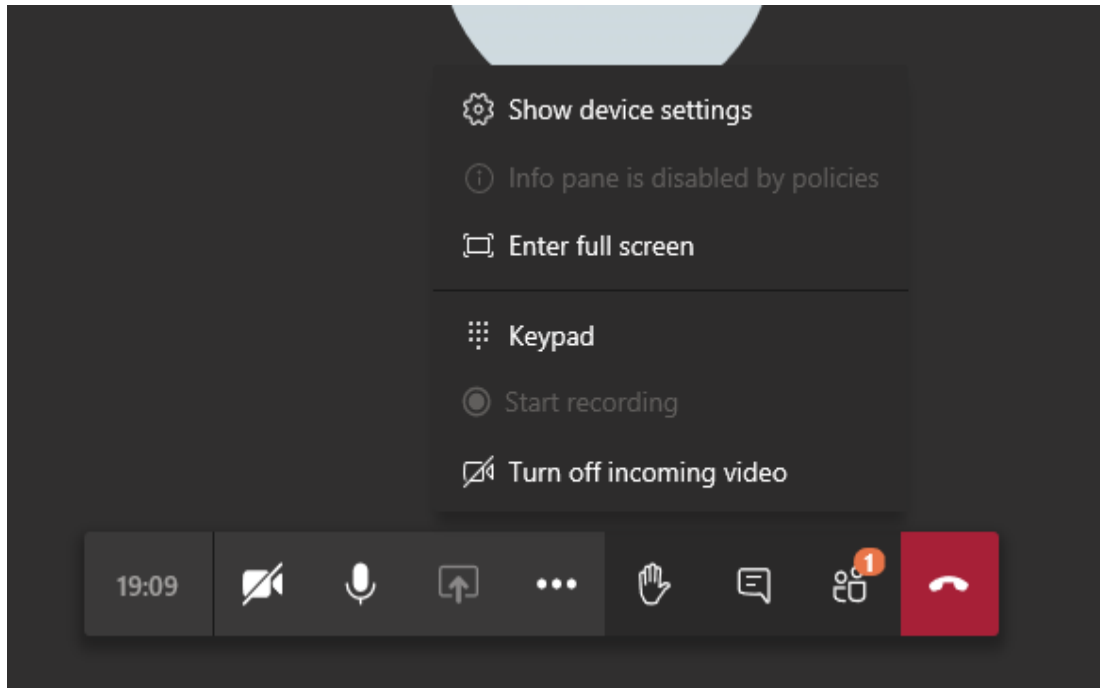 Show device settings
Info pane is disabled by policies
Enter full screen
Keypad
Start recording
Turn off incoming video
19:09
1